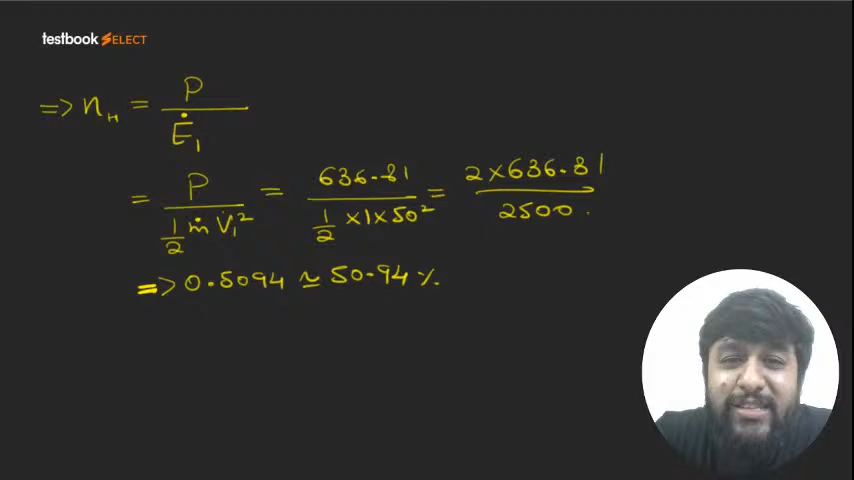 testbook SELECT
=> η_H = P / Ė₁
= P / (1/2 ṁ V₁²) = 636.81 / (1/2 × 1 × 50²) = 2×636.81 / 2500.
=> 0.5094 ≃ 50.94 %